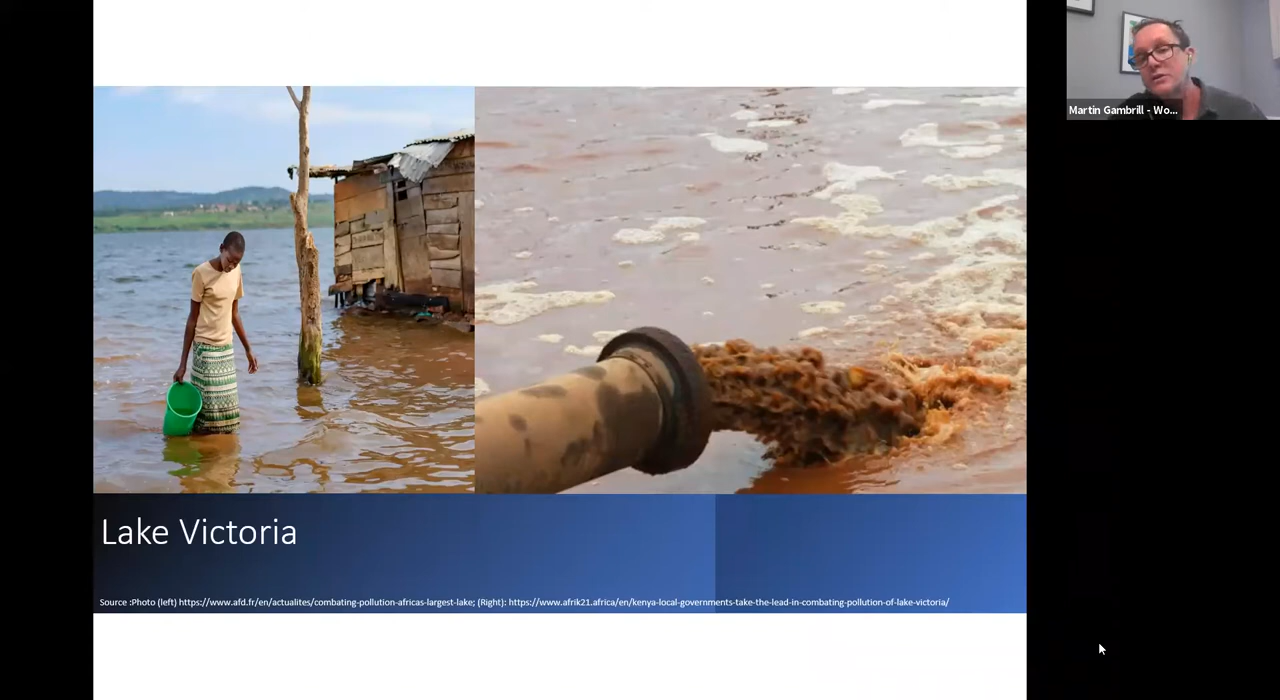 Martin Gambrill - Wo...
Lake Victoria
Source :Photo (left) https://www.afd.fr/en/actualites/combating-pollution-africas-largest-lake; (Right): https://www.afrik21.africa/en/kenya-local-governments-take-the-lead-in-combating-pollution-of-lake-victoria/